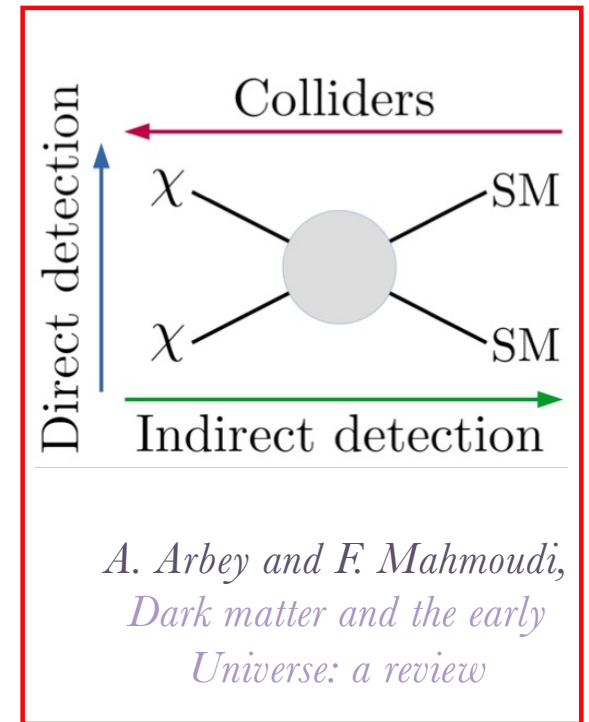 Colliders
Direct detection
χ
SM
χ
SM
Indirect detection
A. Arbey and F. Mahmoudi,
Dark matter and the early
Universe: a review